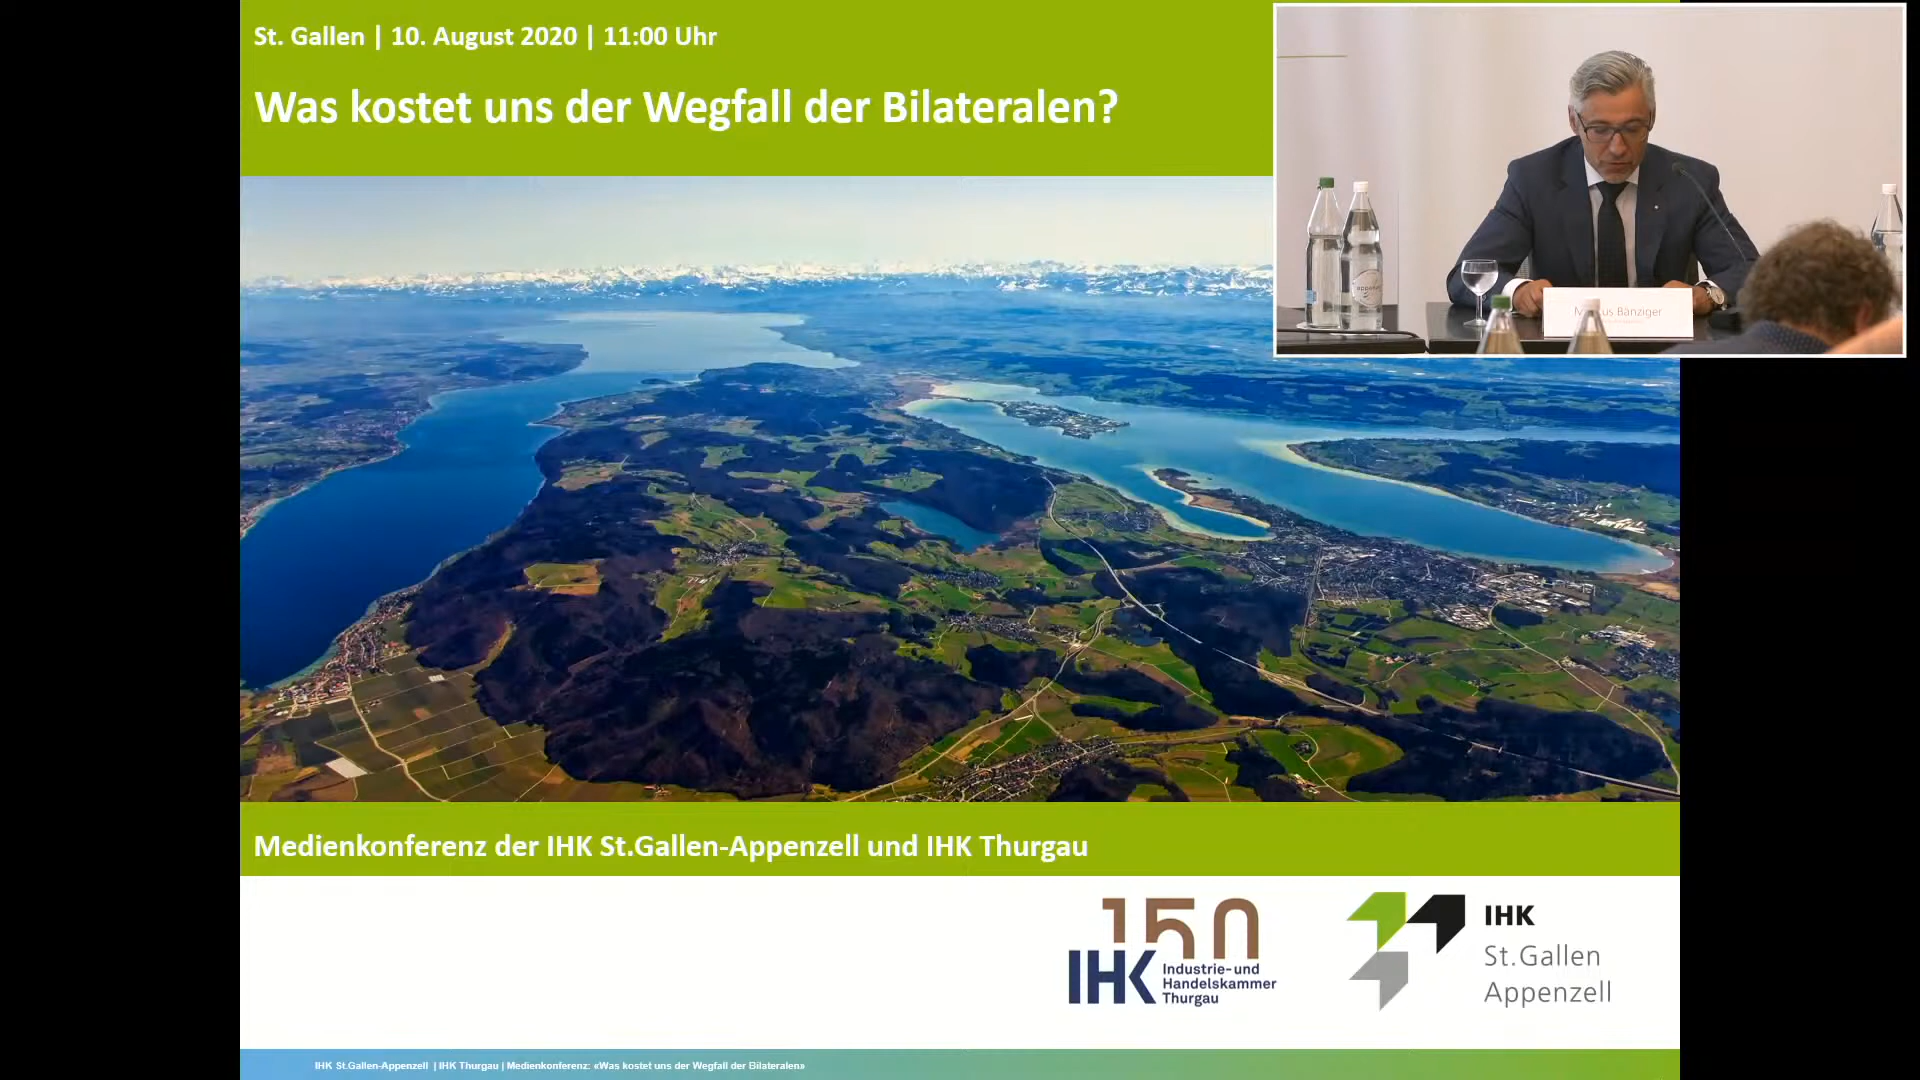 St. Gallen | 10. August 2020 | 11:00 Uhr
Was kostet uns der Wegfall der Bilateralen?
Bänziger
Medienkonferenz der IHK St.Gallen-Appenzell und IHK Thurgau
150
IHK
Industrie- und
Handelskammer
Thurgau
IHK
St.Gallen
Appenzell
IHK St.Gallen-Appenzell | IHK Thurgau | Medienkonferenz: «Was kostet uns der Wegfall der Bilateralen»